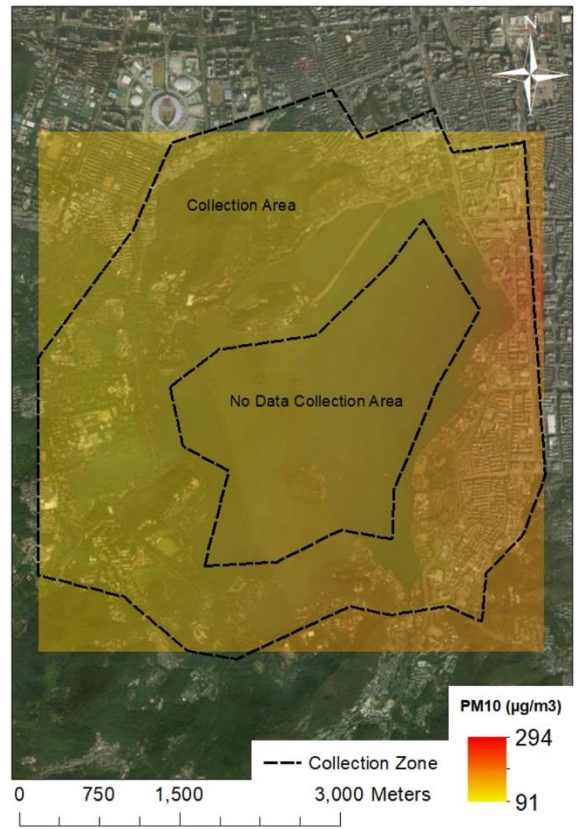 N
Collection Area
No Data Collection Area
PM10 (µg/m3)
294
91
Collection Zone
0 750 1,500 3,000 Meters